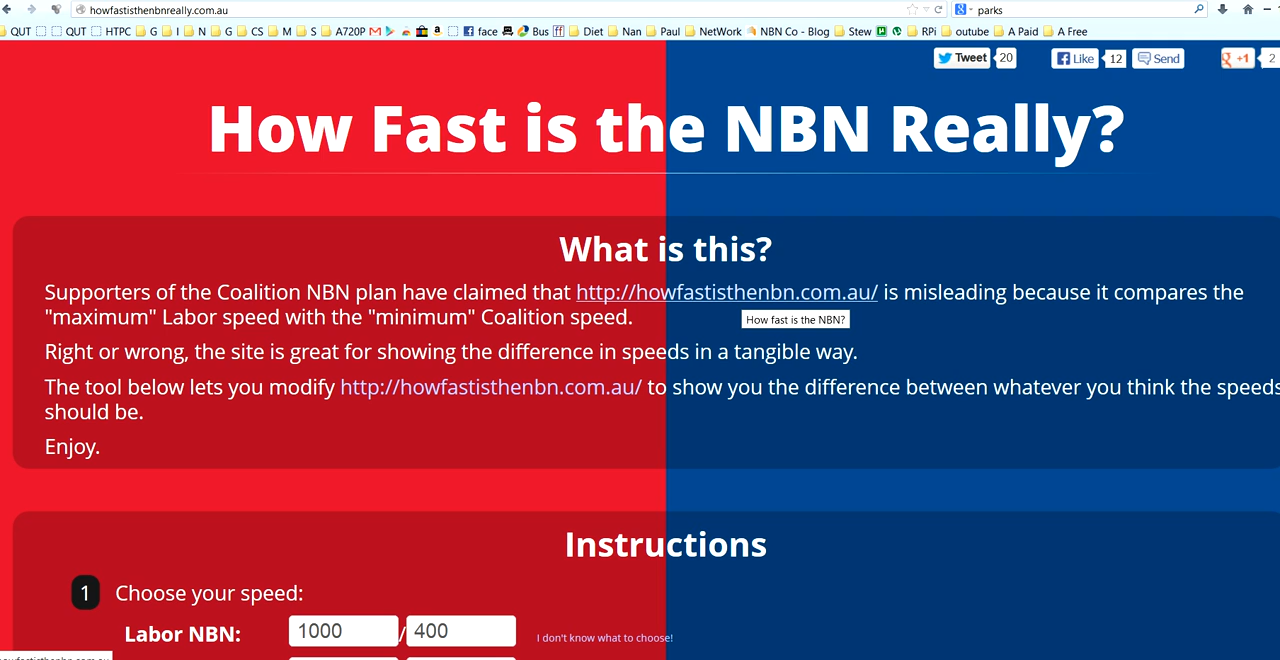 howfastisthenbnreally.com.au
parks
QUT QUT HTPC G I N G CS M S A720P face Bus Diet Nan Paul NetWork NBN Co - Blog Stew RPi outube A Paid A Free
Tweet 20 Like 12 Send +1 2
How Fast is the NBN Really?
What is this?
Supporters of the Coalition NBN plan have claimed that http://howfastisthenbn.com.au/ is misleading because it compares the
"maximum" Labor speed with the "minimum" Coalition speed.
How fast is the NBN?
Right or wrong, the site is great for showing the difference in speeds in a tangible way.
The tool below lets you modify http://howfastisthenbn.com.au/ to show you the difference between whatever you think the speeds
should be.
Enjoy.
Instructions
1 Choose your speed:
Labor NBN: 1000 / 400 I don't know what to choose!